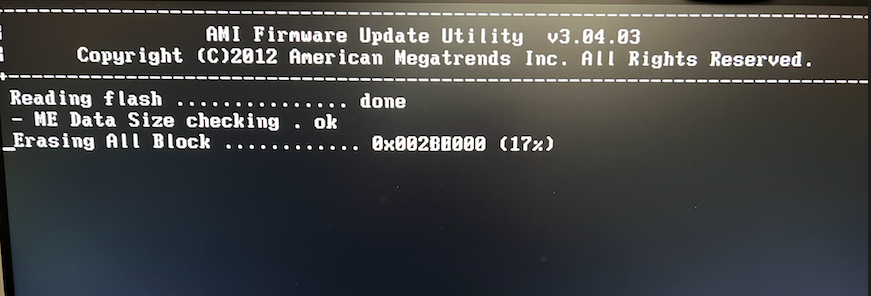 AMI Firmware Update Utility v3.04.03
Copyright (C)2012 American Megatrends Inc. All Rights Reserved.
Reading flash ............... done
- ME Data Size checking . ok
_Erasing All Block ............ 0x002BB000 (17%)